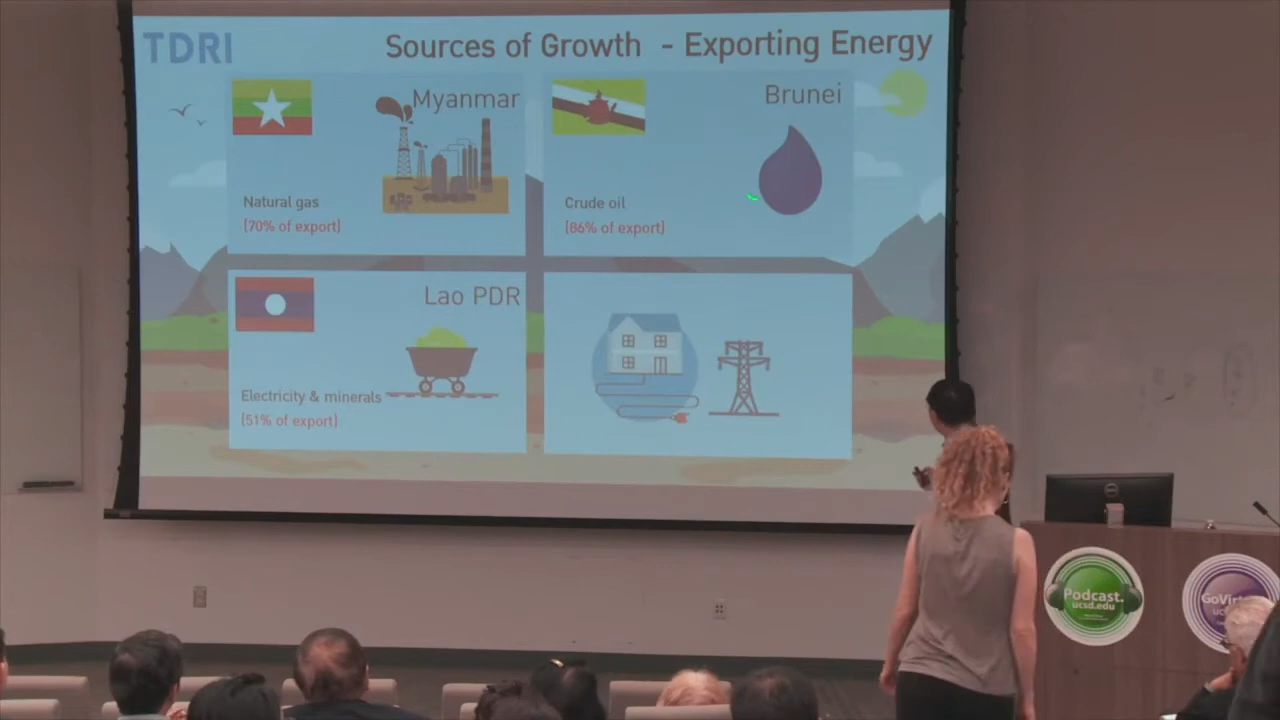 TDRI
Sources of Growth - Exporting Energy
Myanmar
Natural gas
[70% of export]
Brunei
Crude oil
[86% of export]
Lao PDR
Electricity & minerals
[51% of export]
Podcast.
ucsd.edu